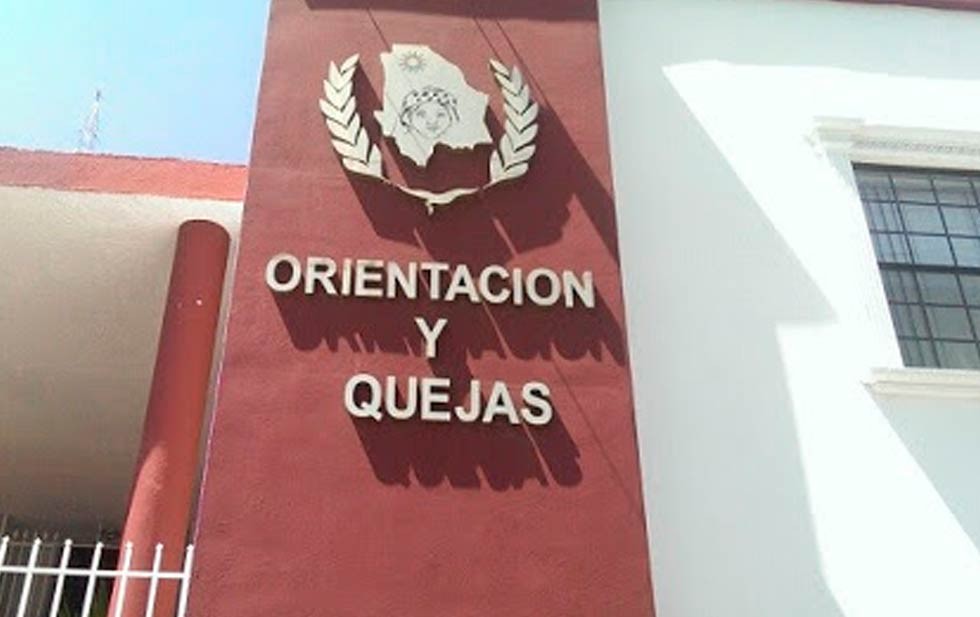 ORIENTACION
Y
QUEJAS